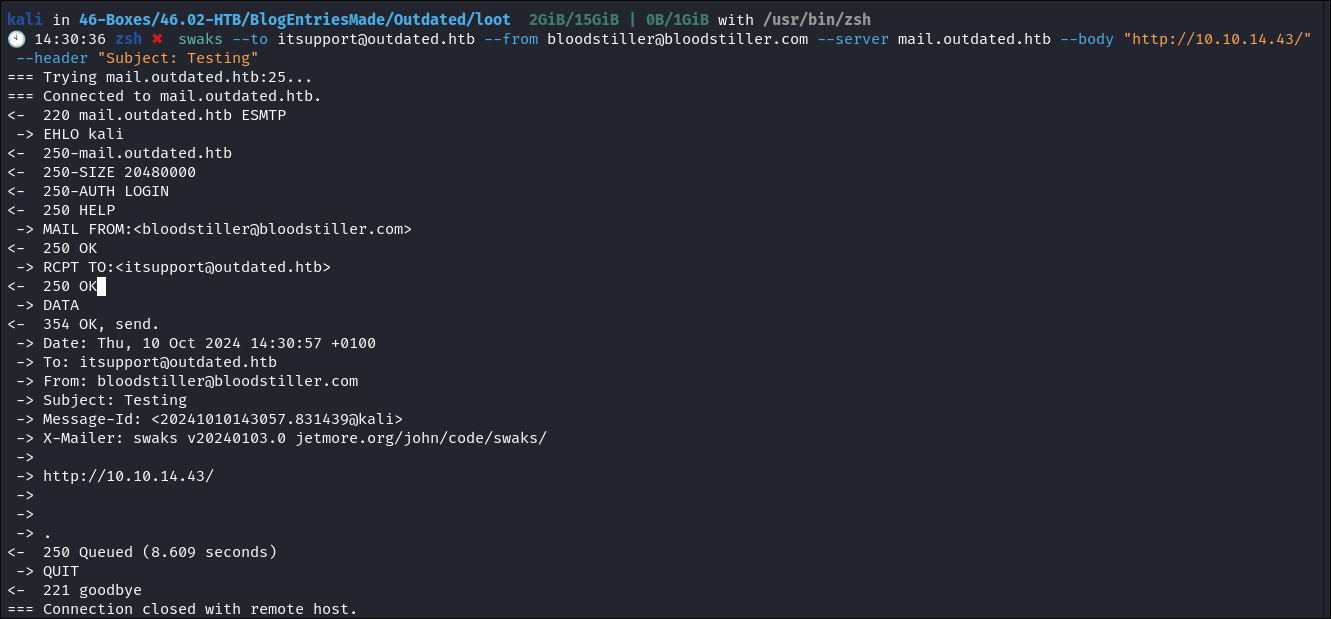 kali in 46-Boxes/46.02-HTB/BlogEntriesMade/Outdated/loot  2GiB/15GiB | 0B/1GiB with /usr/bin/zsh
🕙 14:30:36 zsh ✖  swaks --to itsupport@outdated.htb --from bloodstiller@bloodstiller.com --server mail.outdated.htb --body "http://10.10.14.43/"
 --header "Subject: Testing"
=== Trying mail.outdated.htb:25...
=== Connected to mail.outdated.htb.
<-  220 mail.outdated.htb ESMTP
 -> EHLO kali
<-  250-mail.outdated.htb
<-  250-SIZE 20480000
<-  250-AUTH LOGIN
<-  250 HELP
 -> MAIL FROM:<bloodstiller@bloodstiller.com>
<-  250 OK
 -> RCPT TO:<itsupport@outdated.htb>
<-  250 OK
 -> DATA
<-  354 OK, send.
 -> Date: Thu, 10 Oct 2024 14:30:57 +0100
 -> To: itsupport@outdated.htb
 -> From: bloodstiller@bloodstiller.com
 -> Subject: Testing
 -> Message-Id: <20241010143057.831439@kali>
 -> X-Mailer: swaks v20240103.0 jetmore.org/john/code/swaks/
 ->
 -> http://10.10.14.43/
 ->
 ->
 -> .
<-  250 Queued (8.609 seconds)
 -> QUIT
<-  221 goodbye
=== Connection closed with remote host.